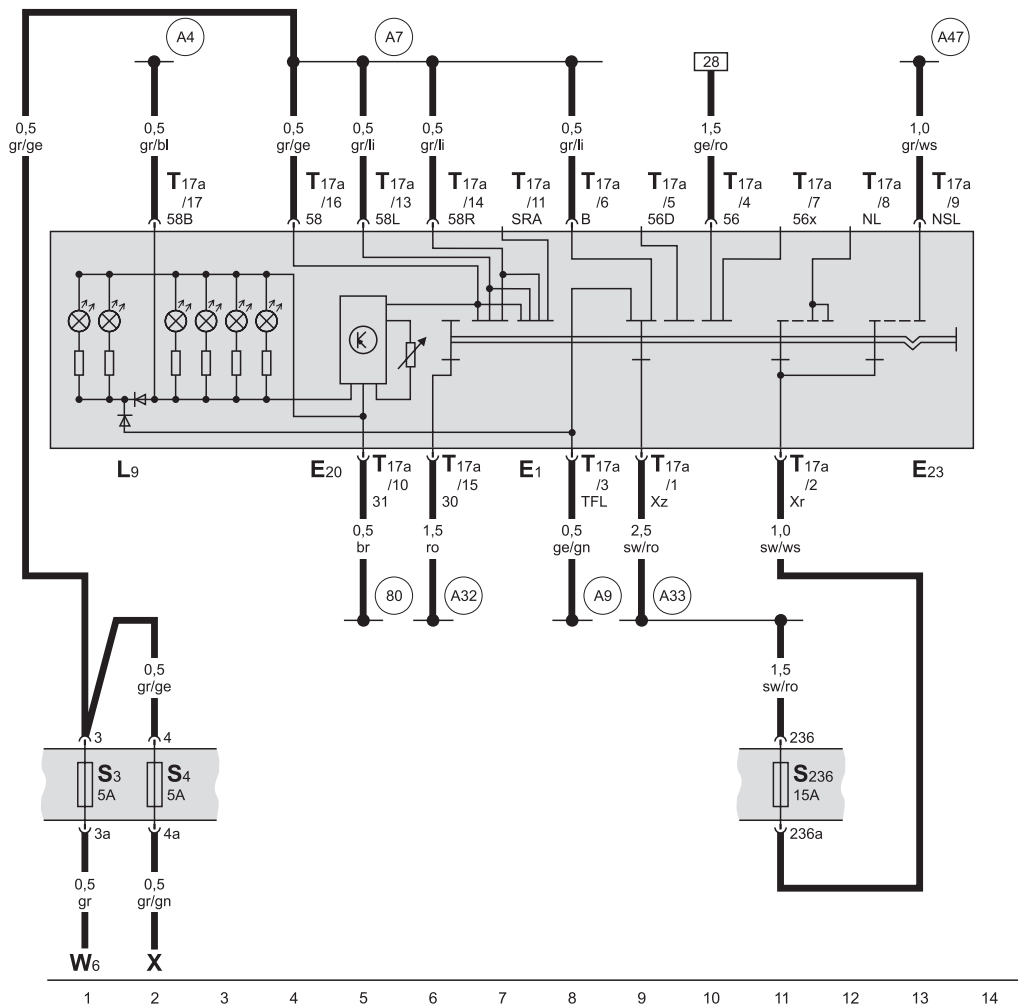 A4
A7
28
A47
0,5
gr/ge
0,5
gr/bl
0,5
gr/ge
0,5
gr/li
0,5
gr/li
0,5
gr/li
1,5
ge/ro
1,0
gr/ws
T17a
/17
58B
T17a
/16
58
T17a
/13
58L
T17a
/14
58R
T17a
/11
SRA
T17a
/6
B
T17a
/5
56D
T17a
/4
56
T17a
/7
56x
T17a
/8
NL
T17a
/9
NSL
L9
E20
T17a
/10
31
T17a
/15
30
E1
T17a
/3
TFL
T17a
/1
Xz
T17a
/2
Xr
E23
0,5
br
1,5
ro
0,5
ge/gn
2,5
sw/ro
1,0
sw/ws
80
A32
A9
A33
0,5
gr/ge
1,5
sw/ro
3
4
236
S3
5A
S4
5A
S236
15A
3a
4a
236a
0,5
gr
0,5
gr/gn
W6
X
1 2 3 4 5 6 7 8 9 10 11 12 13 14